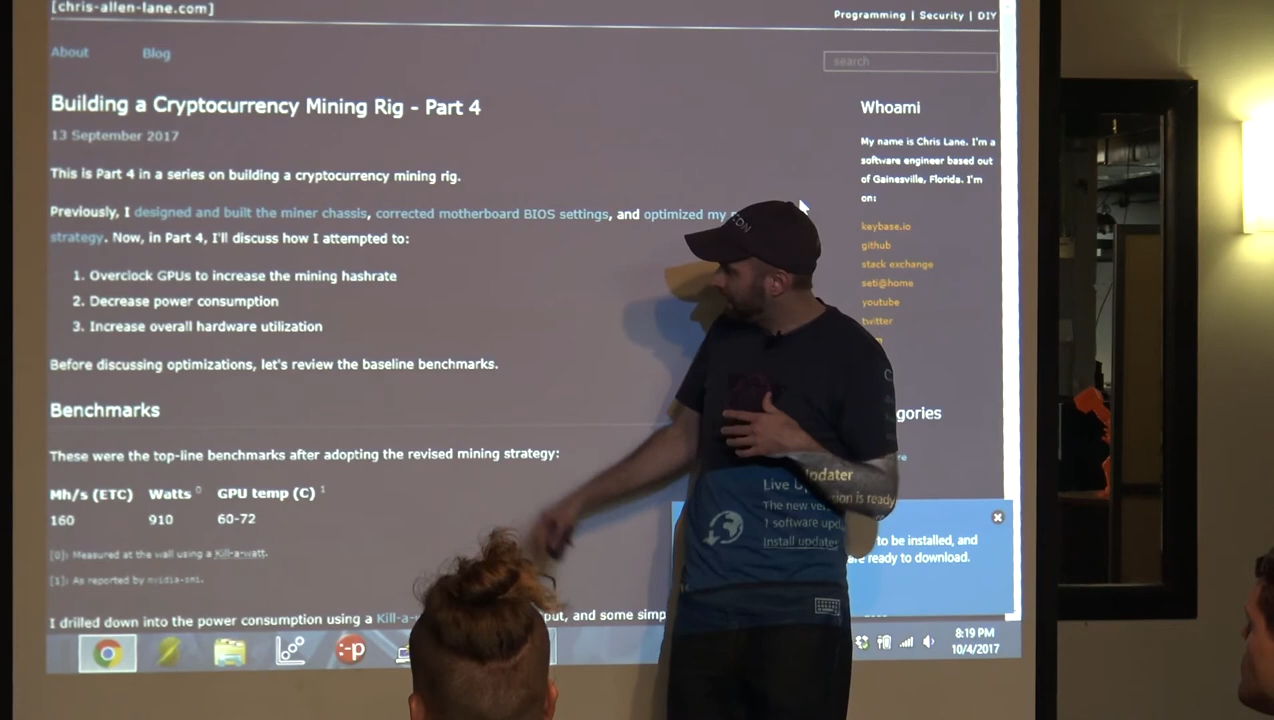 [chris-allen-lane.com]
Programming | Security | DIY
About Blog
search
Building a Cryptocurrency Mining Rig - Part 4
13 September 2017
This is Part 4 in a series on building a cryptocurrency mining rig.
Previously, I designed and built the miner chassis, corrected motherboard BIOS settings, and optimized my
strategy. Now, in Part 4, I'll discuss how I attempted to:
1. Overclock GPUs to increase the mining hashrate
2. Decrease power consumption
3. Increase overall hardware utilization
Before discussing optimizations, let's review the baseline benchmarks.
Benchmarks
These were the top-line benchmarks after adopting the revised mining strategy:
Mh/s (ETC) Watts 0 GPU temp (C) 1
160 910 60-72
[0]: Measured at the wall using a Kill-a-watt.
[1]: As reported by nvidia-smi.
I drilled down into the power consumption using a
and some
Whoami
My name is Chris Lane. I'm a
software engineer based out
of Gainesville, Florida. I'm
on:
keybase.io
github
stack exchange
seti@home
youtube
twitter
Live
The new
1 software
Install updates
is ready
to be installed, and
are ready to download.
:-p
8:19 PM
10/4/2017